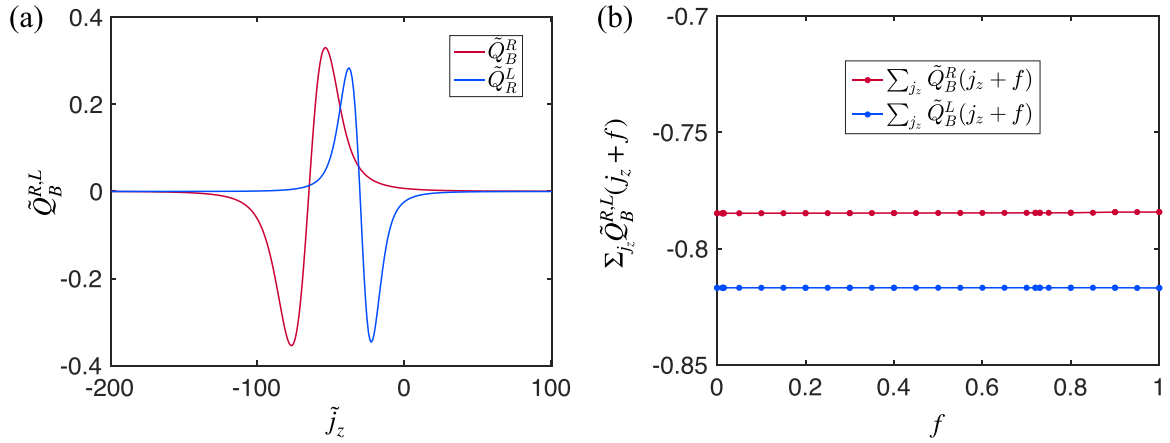 (a)
0.4
0.2
0
-0.2
-0.4
Q̃_B^{R,L}
Q̃_B^R
Q̃_R^L
-200
-100
0
100
j̃_z
(b)
-0.7
-0.75
-0.8
-0.85
Σ_{j_z} Q̃_B^{R,L}(j_z + f)
∑_{j_z} Q̃_B^R(j_z + f)
∑_{j_z} Q̃_B^L(j_z + f)
0
0.2
0.4
0.6
0.8
1
f